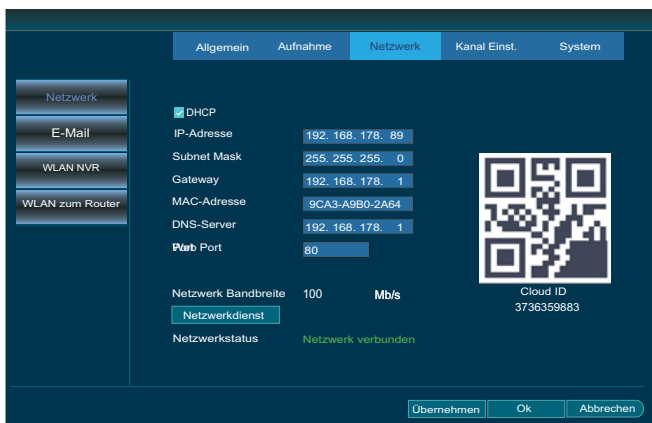 Allgemein Aufnahme Netzwerk Kanal Einst. System
Netzwerk
E-Mail
WLAN NVR
WLAN zum Router
DHCP
IP-Adresse 192. 168. 178. 89
Subnet Mask 255. 255. 255. 0
Gateway 192. 168. 178. 1
MAC-Adresse 9CA3-A9B0-2A64
DNS-Server 192. 168. 178. 1
Port 80
Netzwerk Bandbreite 100 Mb/s
Netzwerkdienst
Netzwerkstatus Netzwerk verbunden
Cloud ID
3736359883
Übernehmen Ok Abbrechen